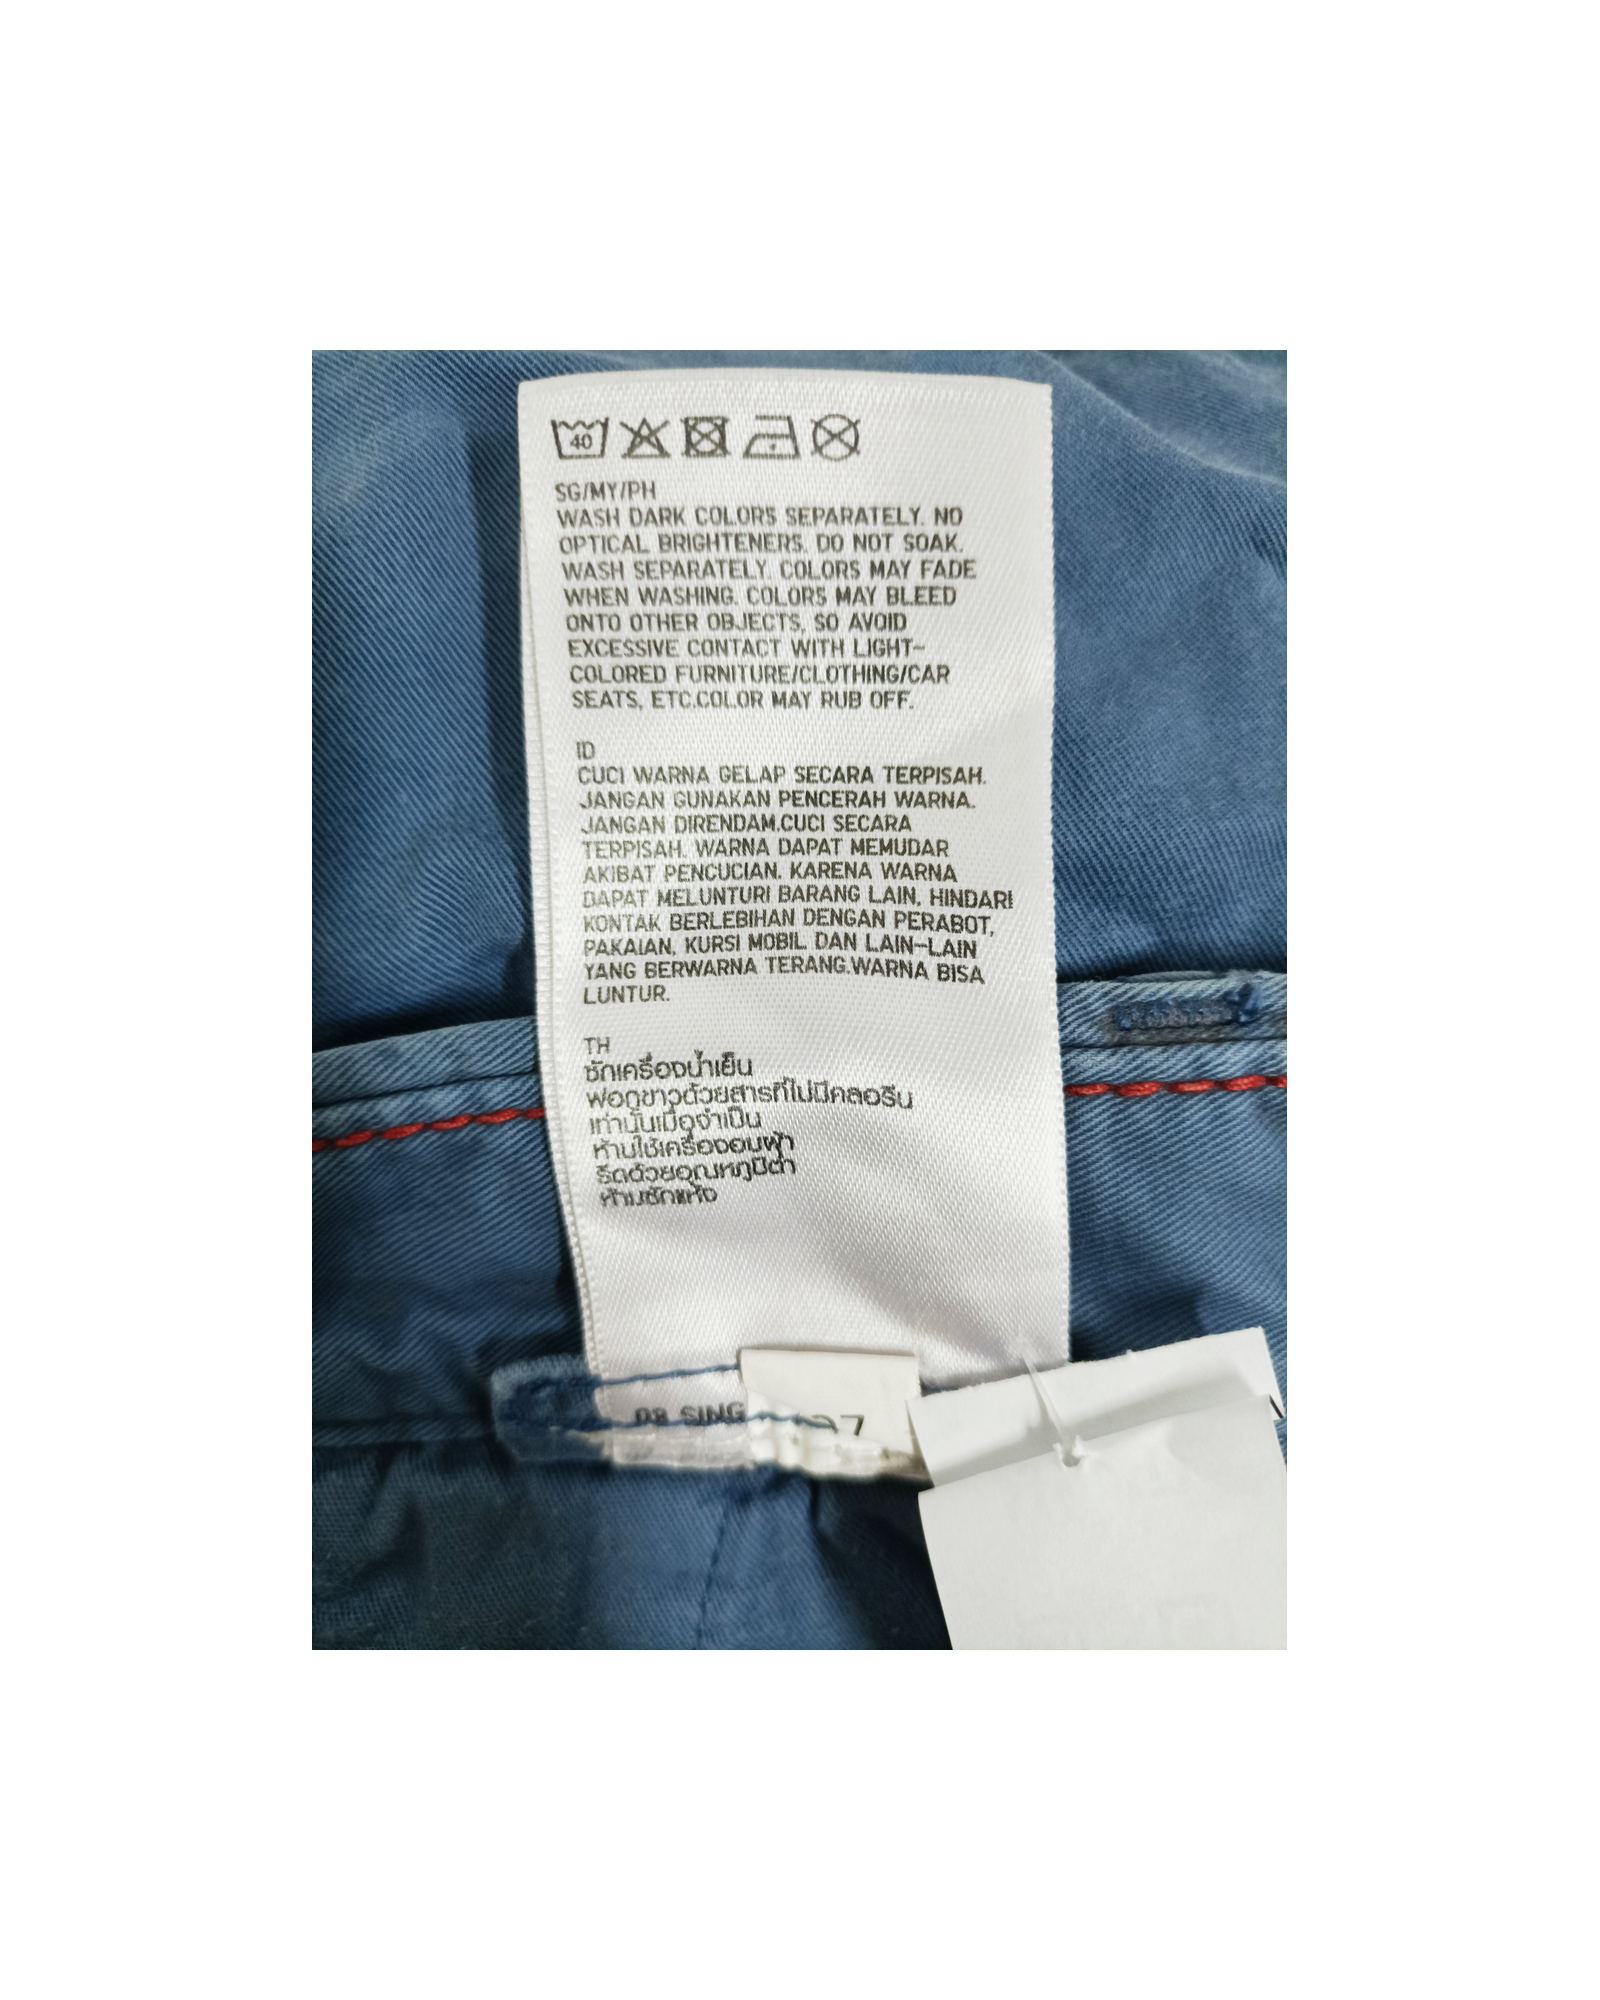 40
SG/MY/PH
WASH DARK COLORS SEPARATELY. NO
OPTICAL BRIGHTENERS. DO NOT SOAK.
WASH SEPARATELY. COLORS MAY FADE
WHEN WASHING. COLORS MAY BLEED
ONTO OTHER OBJECTS, SO AVOID
EXCESSIVE CONTACT WITH LIGHT-
COLORED FURNITURE/CLOTHING/CAR
SEATS, ETC.COLOR MAY RUB OFF.
ID
CUCI WARNA GELAP SECARA TERPISAH.
JANGAN GUNAKAN PENCERAH WARNA.
JANGAN DIRENDAM.CUCI SECARA
TERPISAH. WARNA DAPAT MEMUDAR
AKIBAT PENCUCIAN. KARENA WARNA
DAPAT MELUNTURI BARANG LAIN, HINDARI
KONTAK BERLEBIHAN DENGAN PERABOT,
PAKAIAN, KURSI MOBIL DAN LAIN-LAIN
YANG BERWARNA TERANG.WARNA BISA
LUNTUR.
TH
ซักเครื่องน้ำเย็น
ฟอกขาวด้วยสารที่ไม่มีคลอรีน
เท่านั้นเมื่อจำเป็น
ห้ามใช้เครื่องอบผ้า
รีดด้วยอุณหภูมิต่ำ
ห้ามซักแห้ง
08 SING